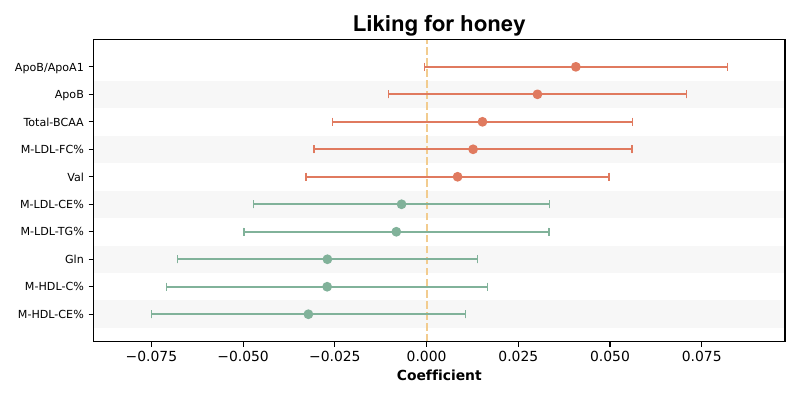 Liking for honey
ApoB/ApoA1
ApoB
Total-BCAA
M-LDL-FC%
Val
M-LDL-CE%
M-LDL-TG%
Gln
M-HDL-C%
M-HDL-CE%
−0.075 −0.050 −0.025 0.000 0.025 0.050 0.075
Coefficient